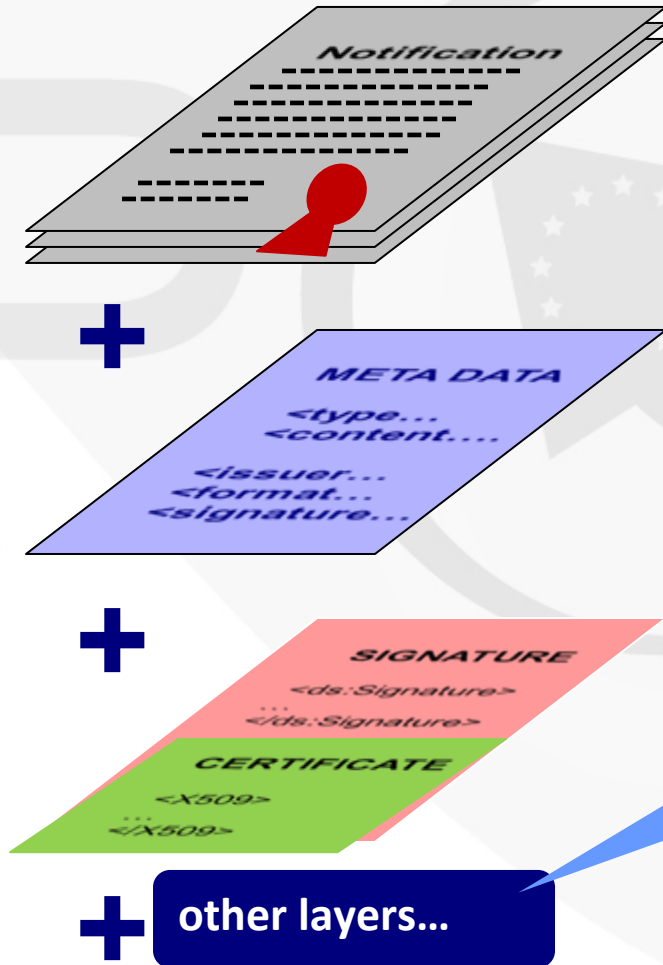 Notification
+
META DATA
<type...
<content....
<issuer...
<format...
<signature...
+
SIGNATURE
<ds:Signature>
...
</ds:Signature>
CERTIFICATE
<X509>
...
</X509>
+
other layers...